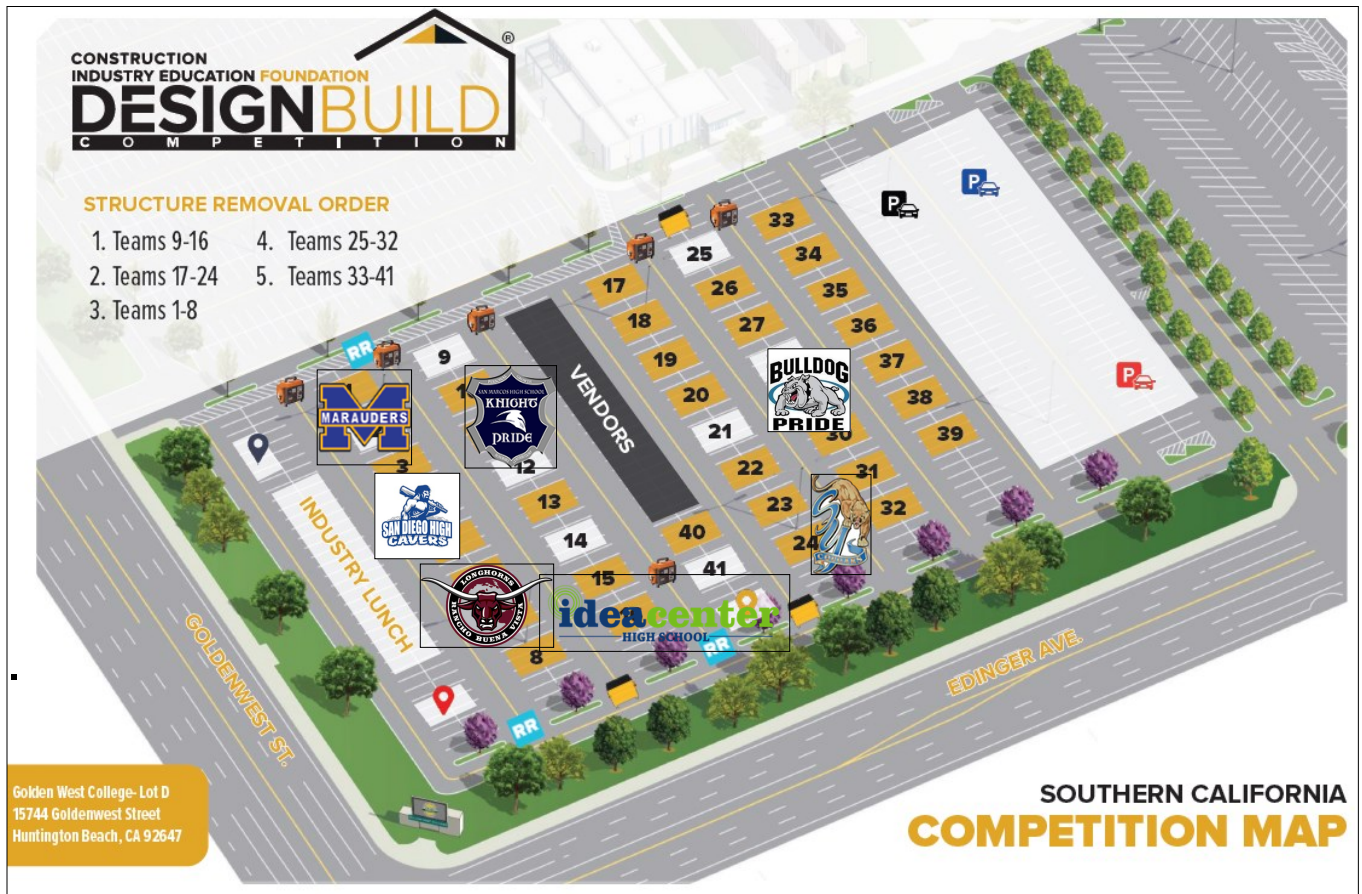 CONSTRUCTION
INDUSTRY EDUCATION FOUNDATION
DESIGNBUILD
COMPETITION
®
STRUCTURE REMOVAL ORDER
1. Teams 9-16
2. Teams 17-24
3. Teams 1-8
4. Teams 25-32
5. Teams 33-41
P
P
P
33
34
35
36
37
38
39
25
26
27
30
31
32
17
18
19
20
21
22
23
24
40
41
VENDORS
9
12
13
14
15
3
8
RR
RR
RR
M
MARAUDERS
SAN MARCOS HIGH SCHOOL
KNIGHT
PRIDE
BULLDOG
PRIDE
SAN DIEGO HIGH
CAVERS
LONGHORNS
RANCHO BUENA VISTA
ideacenter
HIGH SCHOOL
INDUSTRY LUNCH
GOLDENWEST ST.
EDINGER AVE.
Golden West College- Lot D
15744 Goldenwest Street
Huntington Beach, CA 92647
SOUTHERN CALIFORNIA
COMPETITION MAP